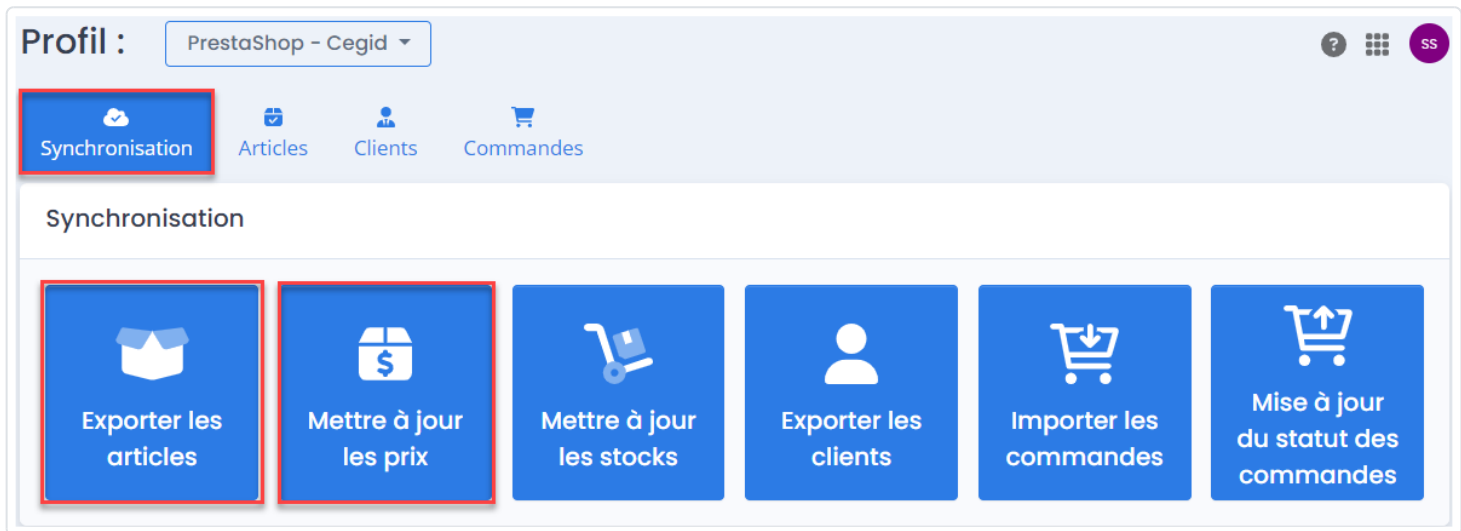 Profil :
PrestaShop - Cegid
?
SS
Synchronisation
Articles
Clients
Commandes
Synchronisation
$
Exporter les
articles
Mettre à jour
les prix
Mettre à jour
les stocks
Exporter les
clients
Importer les
commandes
Mise à jour
du statut des
commandes